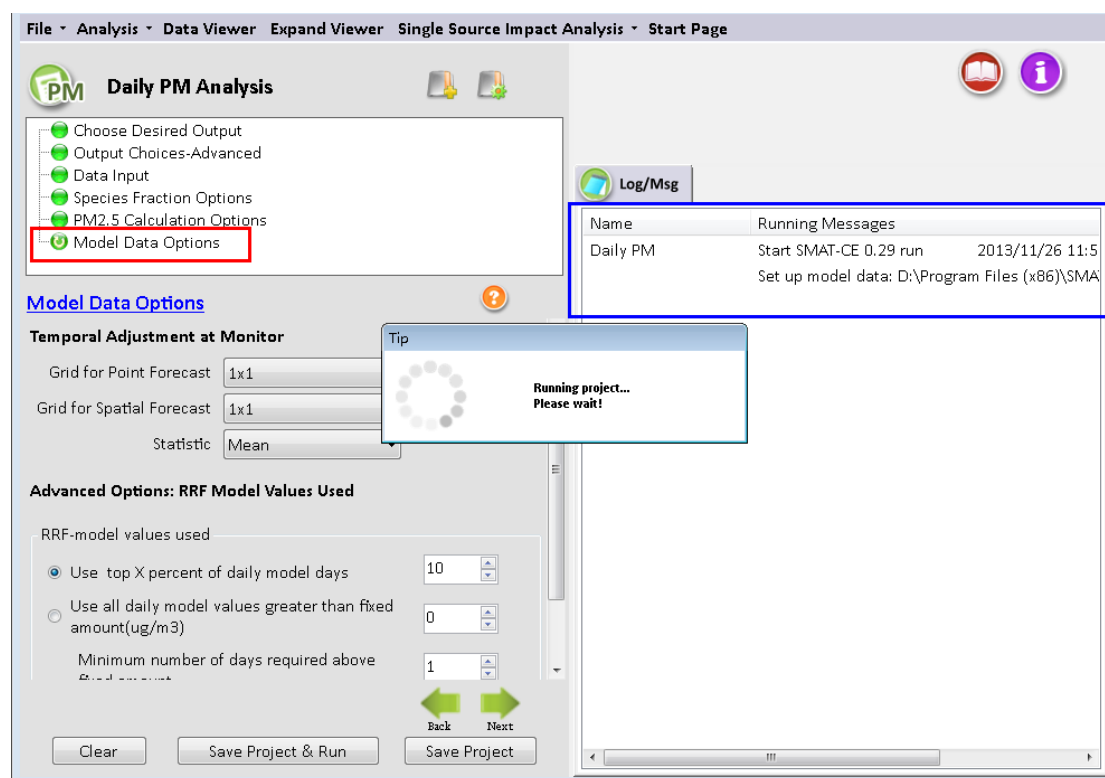 File Analysis Data Viewer Expand Viewer Single Source Impact Analysis Start Page
PM Daily PM Analysis
Choose Desired Output
Output Choices-Advanced
Data Input
Species Fraction Options
PM2.5 Calculation Options
Model Data Options
Model Data Options
Temporal Adjustment at Monitor
Grid for Point Forecast 1x1
Grid for Spatial Forecast 1x1
Statistic Mean
Advanced Options: RRF Model Values Used
RRF-model values used
Use top X percent of daily model days 10
Use all daily model values greater than fixed
amount(ug/m3) 0
Minimum number of days required above 1
fixed amount
Back Next
Clear Save Project & Run Save Project
Log/Msg
Name Running Messages
Daily PM Start SMAT-CE 0.29 run 2013/11/26 11:5
Set up model data: D:\Program Files (x86)\SMA
Tip
Running project...
Please wait!